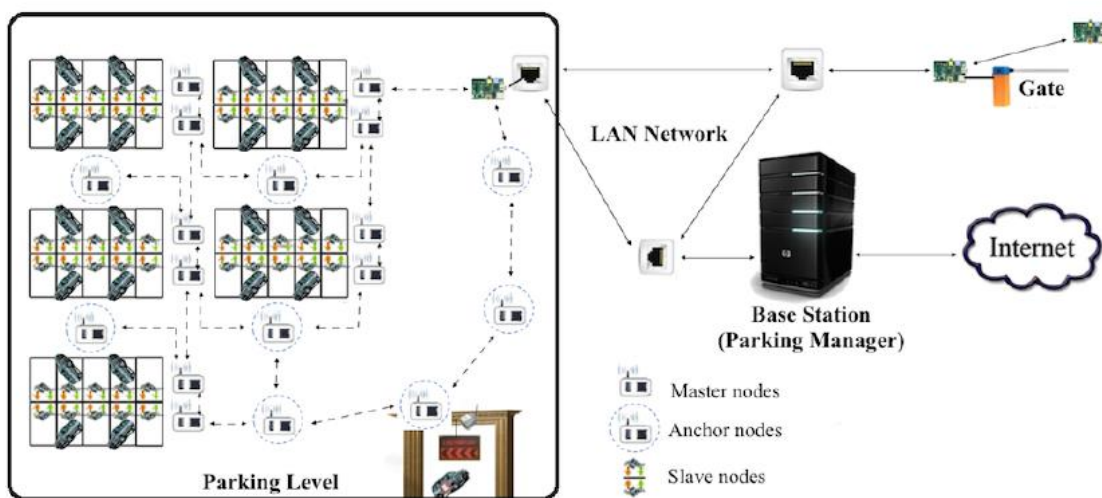 LAN Network
Gate
Internet
Base Station
(Parking Manager)
Master nodes
Anchor nodes
Slave nodes
Parking Level